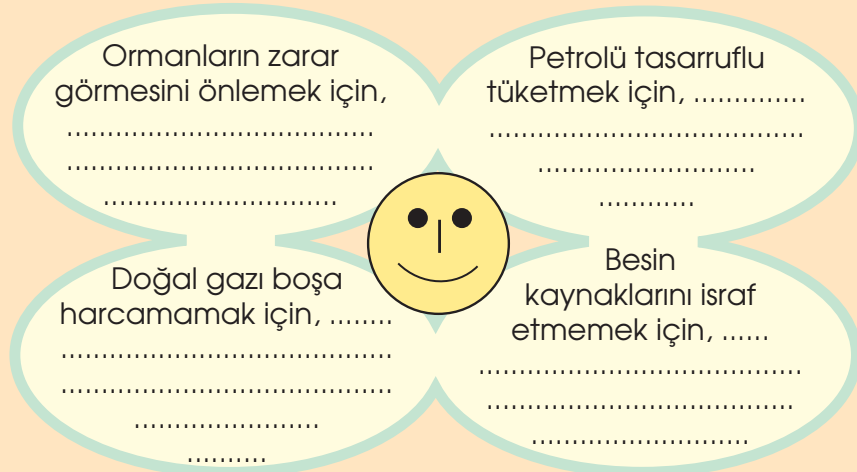 Ormanların zarar
görmesini önlemek için,
......................................
......................................
.............................
Petrolü tasarruflu
tüketmek için, ..............
.......................................
...........................
............
Doğal gazı boşa
harcamamak için, ........
.........................................
.........................................
.......................
..........
Besin
kaynaklarını israf
etmemek için, ......
........................................
......................................
...........................